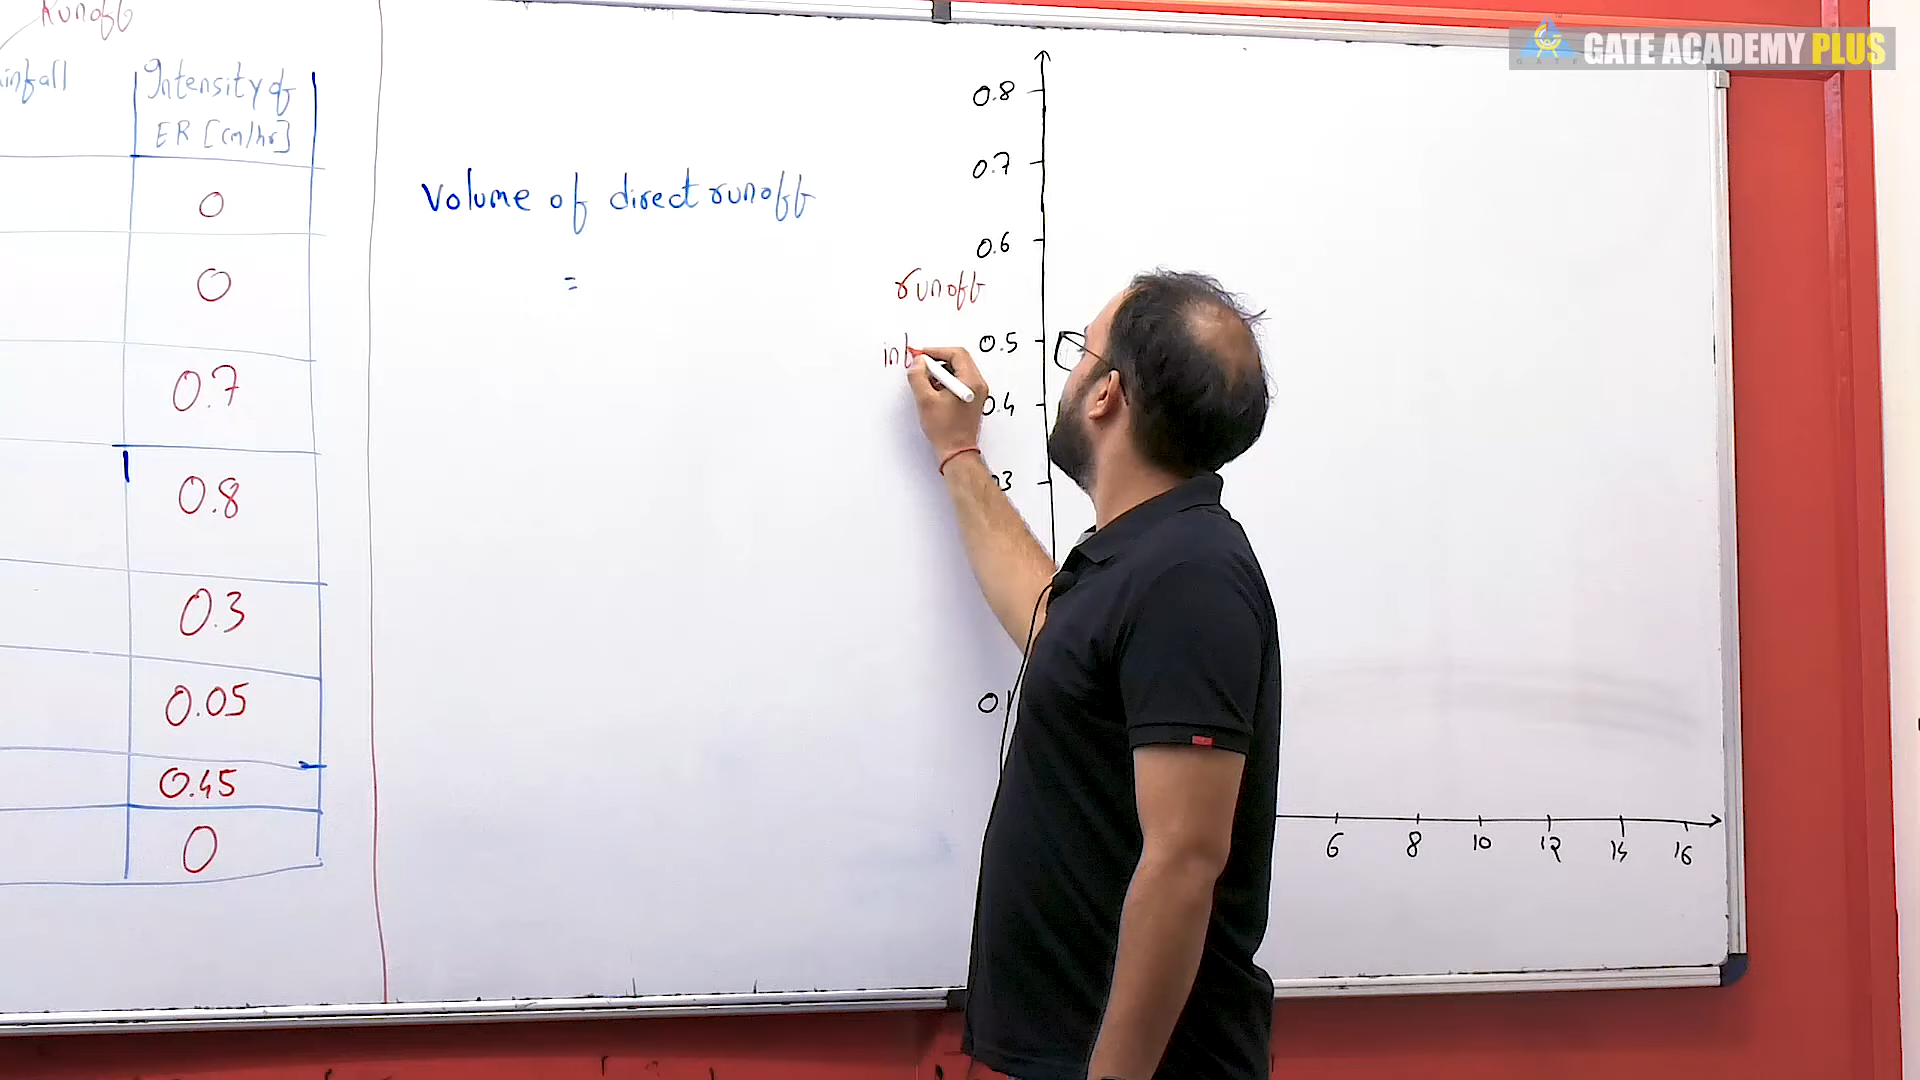 Runoff
infall
Intensity of
ER [cm/hr]
0
0
0.7
0.8
0.3
0.05
0.45
0
Volume of direct runoff
=
runoff
0.8
0.7
0.6
0.5
0.4
6 8 10 12 14 16
GATE ACADEMY PLUS